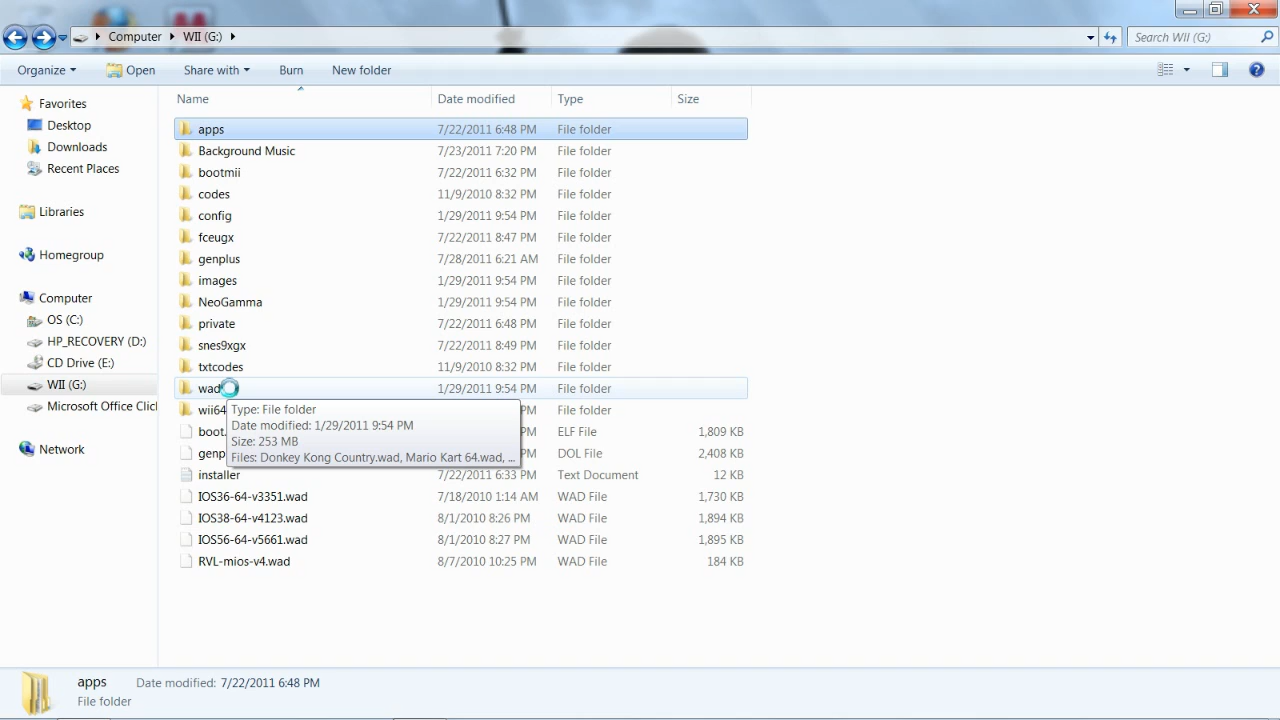 Computer WII (G:) Search WII (G:)
Organize Open Share with Burn New folder
Name Date modified Type Size
Favorites
Desktop
Downloads
Recent Places
Libraries
Homegroup
Computer
OS (C:)
HP_RECOVERY (D:)
CD Drive (E:)
WII (G:)
Microsoft Office Clic
Network
apps 7/22/2011 6:48 PM File folder
Background Music 7/23/2011 7:20 PM File folder
bootmii 7/22/2011 6:32 PM File folder
codes 11/9/2010 8:32 PM File folder
config 1/29/2011 9:54 PM File folder
fceugx 7/22/2011 8:47 PM File folder
genplus 7/28/2011 6:21 AM File folder
images 1/29/2011 9:54 PM File folder
NeoGamma 1/29/2011 9:54 PM File folder
private 7/22/2011 6:48 PM File folder
snes9xgx 7/22/2011 8:49 PM File folder
txtcodes 11/9/2010 8:32 PM File folder
wad 1/29/2011 9:54 PM File folder
wii64 PM File folder
boot. PM ELF File 1,809 KB
genp PM DOL File 2,408 KB
Type: File folder
Date modified: 1/29/2011 9:54 PM
Size: 253 MB
Files: Donkey Kong Country.wad, Mario Kart 64.wad, ...
installer 7/22/2011 6:33 PM Text Document 12 KB
IOS36-64-v3351.wad 7/18/2010 1:14 AM WAD File 1,730 KB
IOS38-64-v4123.wad 8/1/2010 8:26 PM WAD File 1,894 KB
IOS56-64-v5661.wad 8/1/2010 8:27 PM WAD File 1,895 KB
RVL-mios-v4.wad 8/7/2010 10:25 PM WAD File 184 KB
apps Date modified: 7/22/2011 6:48 PM
File folder